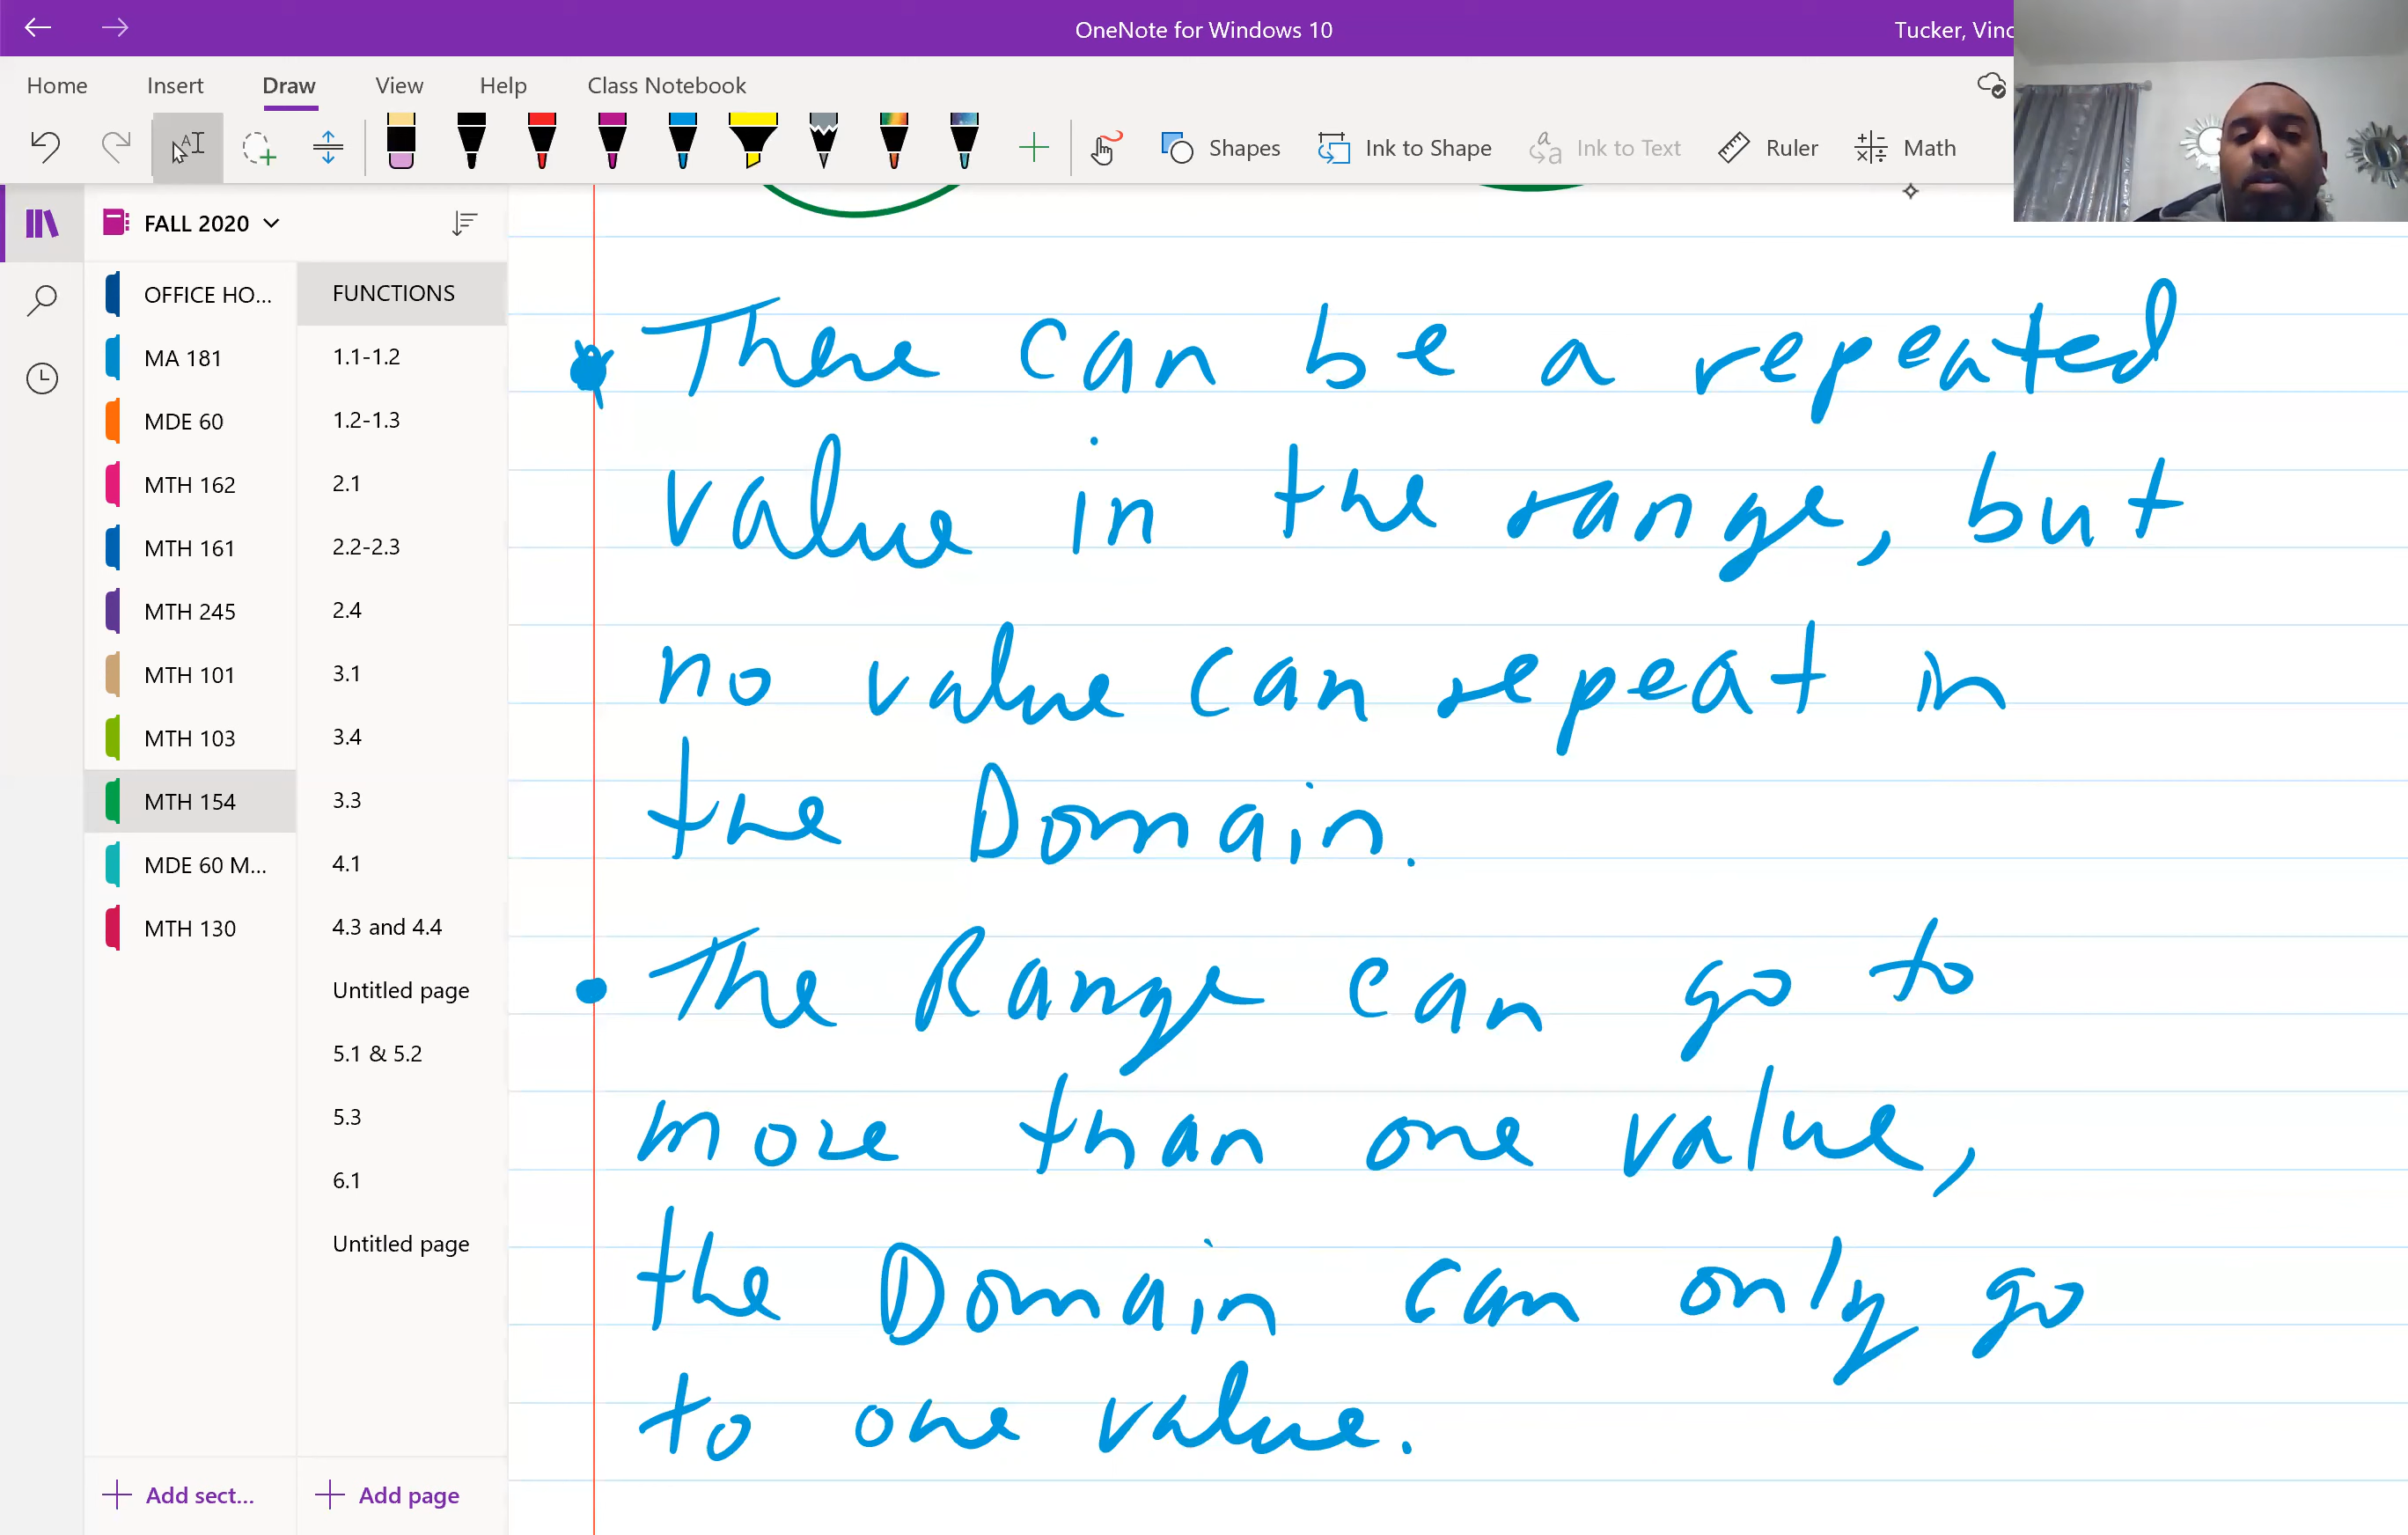 OneNote for Windows 10
Tucker, Vinc
Home Insert Draw View Help Class Notebook
Shapes Ink to Shape Ink to Text Ruler Math
FALL 2020
OFFICE HO...
MA 181
MDE 60
MTH 162
MTH 161
MTH 245
MTH 101
MTH 103
MTH 154
MDE 60 M...
MTH 130
Add sect...
FUNCTIONS
1.1-1.2
1.2-1.3
2.1
2.2-2.3
2.4
3.1
3.4
3.3
4.1
4.3 and 4.4
Untitled page
5.1 & 5.2
5.3
6.1
Untitled page
Add page
• There can be a repeated
value in the range, but
no value can repeat in
the Domain.
• The Range can go to
more than one value,
the Domain can only go
to one value.